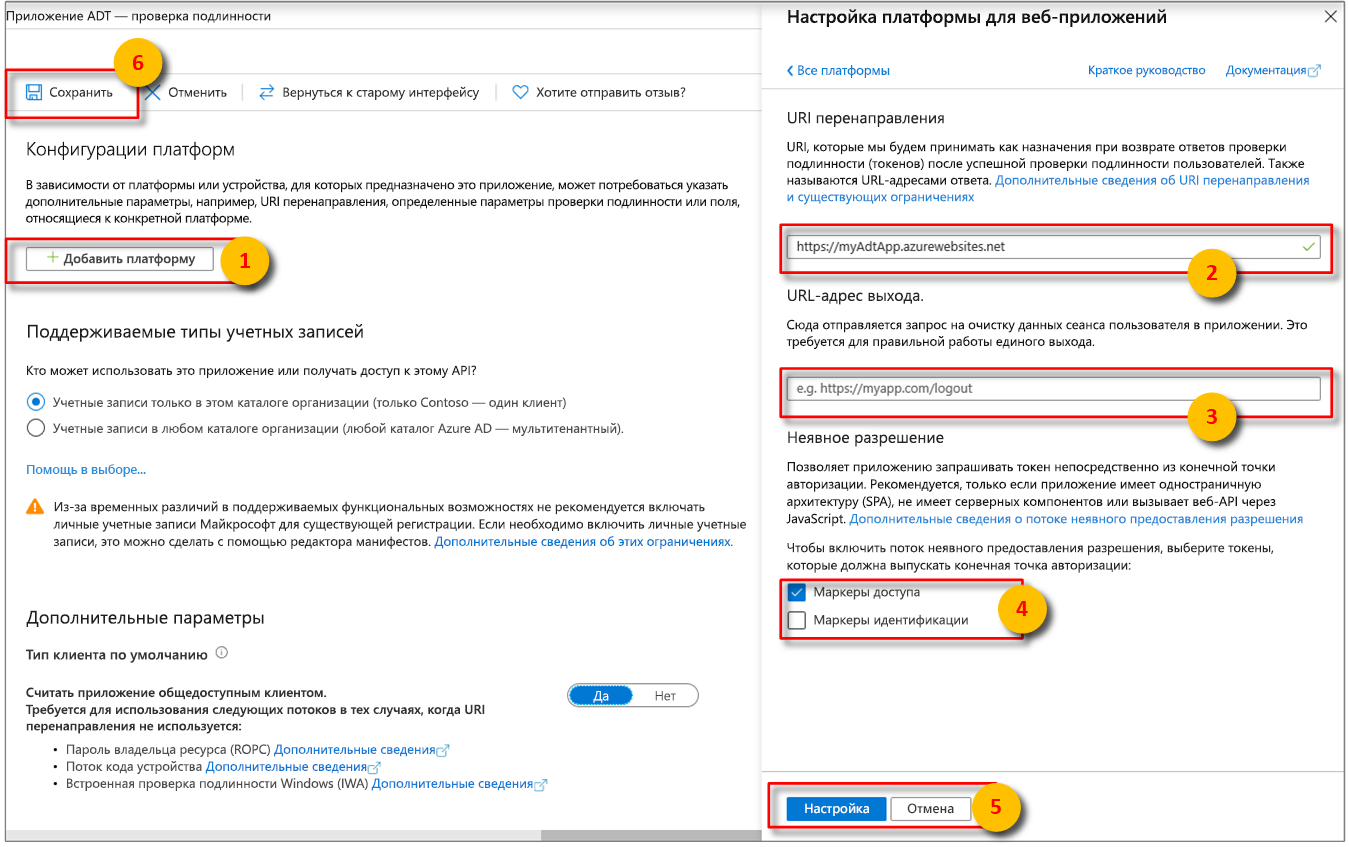 Приложение ADT — проверка подлинности
6
Сохранить
Отменить
Вернуться к старому интерфейсу
Хотите отправить отзыв?
Конфигурации платформ
В зависимости от платформы или устройства, для которых предназначено это приложение, может потребоваться указать
дополнительные параметры, например, URI перенаправления, определенные параметры проверки подлинности или поля,
относящиеся к конкретной платформе.
+ Добавить платформу
1
Поддерживаемые типы учетных записей
Кто может использовать это приложение или получать доступ к этому API?
Учетные записи только в этом каталоге организации (только Contoso — один клиент)
Учетные записи в любом каталоге организации (любой каталог Azure AD — мультитенантный).
Помощь в выборе...
Из-за временных различий в поддерживаемых функциональных возможностях не рекомендуется включать
личные учетные записи Майкрософт для существующей регистрации. Если необходимо включить личные учетные
записи, это можно сделать с помощью редактора манифестов. Дополнительные сведения об этих ограничениях.
Дополнительные параметры
Тип клиента по умолчанию
Считать приложение общедоступным клиентом.
Требуется для использования следующих потоков в тех случаях, когда URI
перенаправления не используется:
Да
Нет
• Пароль владельца ресурса (ROPC) Дополнительные сведения
• Поток кода устройства Дополнительные сведения
• Встроенная проверка подлинности Windows (IWA) Дополнительные сведения
Настройка платформы для веб-приложений
Все платформы
Краткое руководство
Документация
URI перенаправления
URI, которые мы будем принимать как назначения при возврате ответов проверки
подлинности (токенов) после успешной проверки подлинности пользователей. Также
называются URL-адресами ответа. Дополнительные сведения об URI перенаправления
и существующих ограничениях
https://myAdtApp.azurewebsites.net
2
URL-адрес выхода.
Сюда отправляется запрос на очистку данных сеанса пользователя в приложении. Это
требуется для правильной работы единого выхода.
e.g. https://myapp.com/logout
3
Неявное разрешение
Позволяет приложению запрашивать токен непосредственно из конечной точки
авторизации. Рекомендуется, только если приложение имеет одностраничную
архитектуру (SPA), не имеет серверных компонентов или вызывает веб-API через
JavaScript. Дополнительные сведения о потоке неявного предоставления разрешения
Чтобы включить поток неявного предоставления разрешения, выберите токены,
которые должна выпускать конечная точка авторизации:
Маркеры доступа
Маркеры идентификации
4
Настройка
Отмена
5